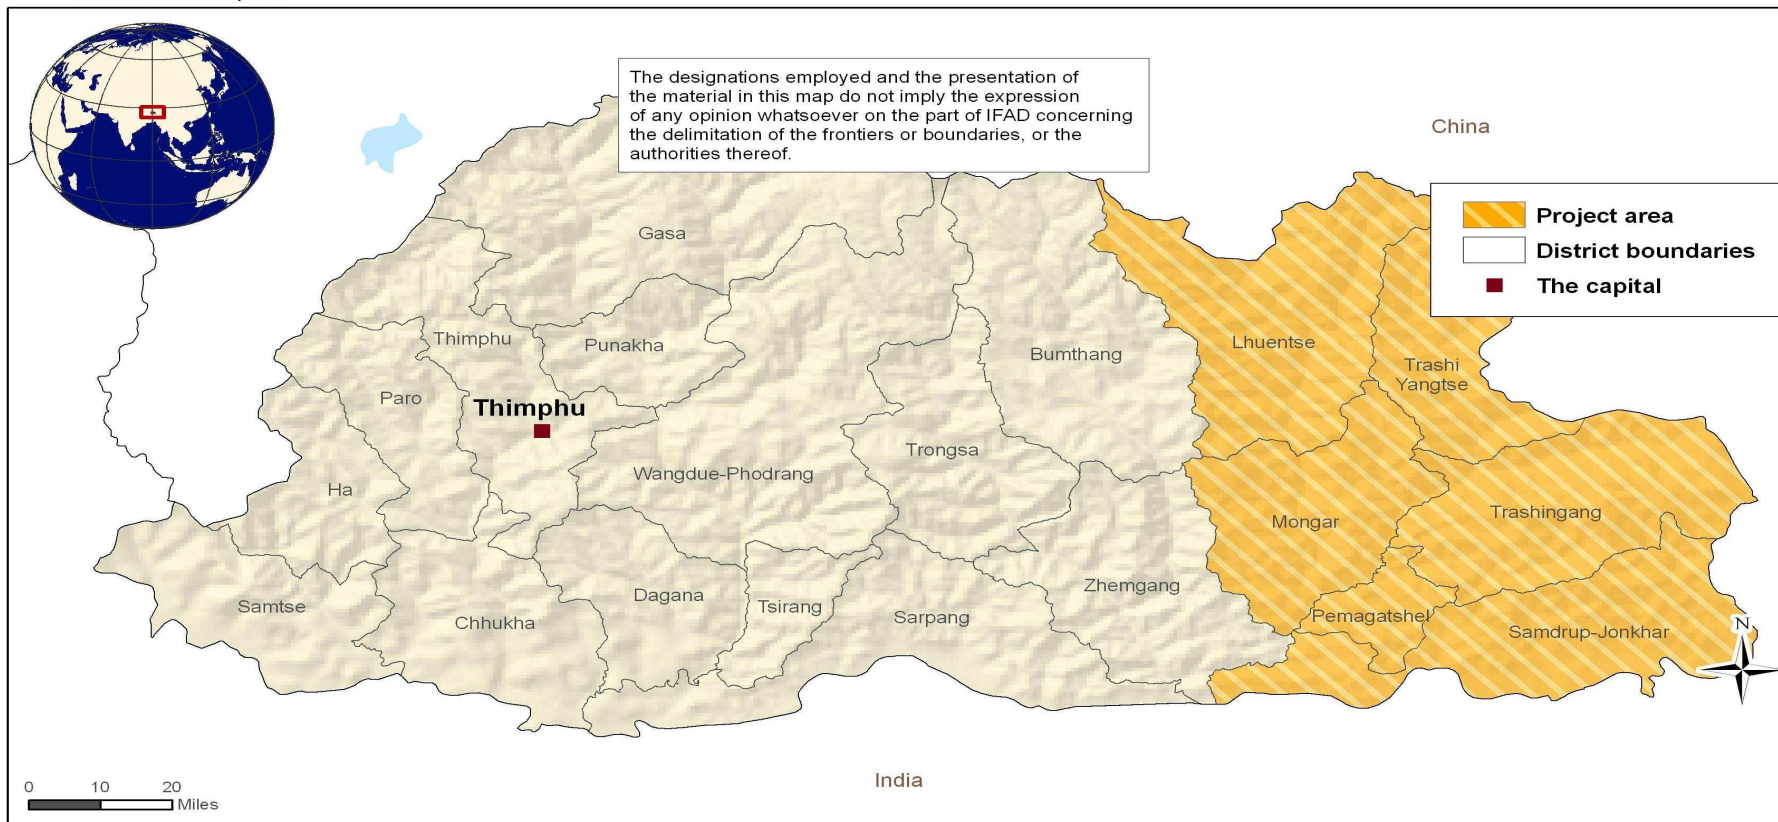 The designations employed and the presentation of
the material in this map do not imply the expression
of any opinion whatsoever on the part of IFAD concerning
the delimitation of the frontiers or boundaries, or the
authorities thereof.
China
Project area
District boundaries
The capital
Gasa
Thimphu
Punakha
Bumthang
Lhuentse
Trashi
Yangtse
Paro
Thimphu
Trongsa
Wangdue-Phodrang
Ha
Mongar
Trashingang
Zhemgang
Dagana
Tsirang
Samtse
Chhukha
Sarpang
Pemagatshel
Samdrup-Jonkhar
N
India
0 10 20
Miles